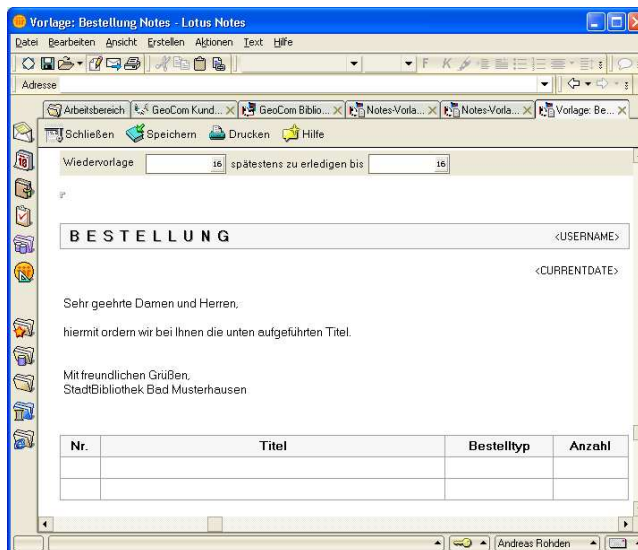 Vorlage: Bestellung Notes - Lotus Notes
Datei Bearbeiten Ansicht Erstellen Aktionen Text Hilfe
F K
Adresse
Arbeitsbereich GeoCom Kund... GeoCom Biblio... Notes-Vorla... Notes-Vorla... Vorlage: Be...
Schließen Speichern Drucken Hilfe
Wiedervorlage 16 spätestens zu erledigen bis 16
BESTELLUNG <USERNAME>
<CURRENTDATE>
Sehr geehrte Damen und Herren,
hiermit ordern wir bei Ihnen die unten aufgeführten Titel.
Mit freundlichen Grüßen,
StadtBibliothek Bad Musterhausen
Nr. Titel Bestelltyp Anzahl
Andreas Rohden